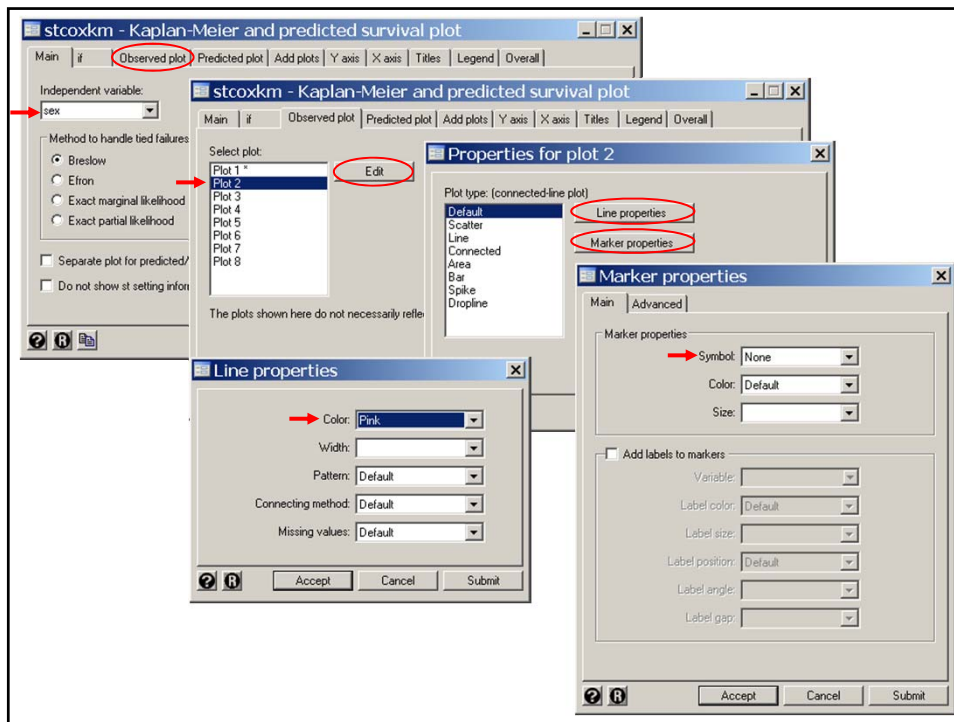 stcoxkm - Kaplan-Meier and predicted survival plot
Main if Observed plot Predicted plot Add plots Y axis X axis Titles Legend Overall
Independent variable:
sex
Method to handle tied failures
Breslow
Efron
Exact marginal likelihood
Exact partial likelihood
Separate plot for predicted/
Do not show st setting infor
stcoxkm - Kaplan-Meier and predicted survival plot
Main if Observed plot Predicted plot Add plots Y axis X axis Titles Legend Overall
Select plot:
Plot 1 *
Plot 2
Plot 3
Plot 4
Plot 5
Plot 6
Plot 7
Plot 8
Edit
The plots shown here do not necessarily refle
Properties for plot 2
Plot type: (connected-line plot)
Default
Scatter
Line
Connected
Area
Bar
Spike
Dropline
Line properties
Marker properties
Line properties
Color: Pink
Width:
Pattern: Default
Connecting method: Default
Missing values: Default
? R Accept Cancel Submit
Marker properties
Main Advanced
Marker properties
Symbol: None
Color: Default
Size:
Add labels to markers
Variable:
Label color: Default
Label size:
Label position: Default
Label angle:
Label gap:
? R Accept Cancel Submit